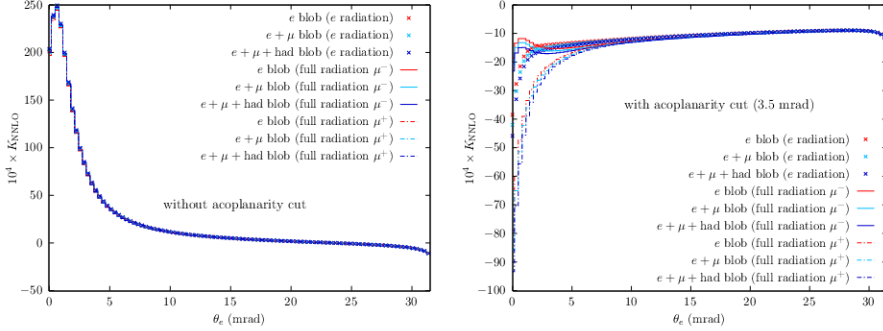 250
200
150
100
50
0
−50
0
5
10
15
20
25
30
10⁴ × K_NNLO
θ_e (mrad)
e blob (e radiation)
e + μ blob (e radiation)
e + μ + had blob (e radiation)
e blob (full radiation μ⁻)
e + μ blob (full radiation μ⁻)
e + μ + had blob (full radiation μ⁻)
e blob (full radiation μ⁺)
e + μ blob (full radiation μ⁺)
e + μ + had blob (full radiation μ⁺)
without acoplanarity cut
0
−10
−20
−30
−40
−50
−60
−70
−80
−90
−100
0
5
10
15
20
25
30
10⁴ × K_NNLO
θ_e (mrad)
with acoplanarity cut (3.5 mrad)
e blob (e radiation)
e + μ blob (e radiation)
e + μ + had blob (e radiation)
e blob (full radiation μ⁻)
e + μ blob (full radiation μ⁻)
e + μ + had blob (full radiation μ⁻)
e blob (full radiation μ⁺)
e + μ blob (full radiation μ⁺)
e + μ + had blob (full radiation μ⁺)